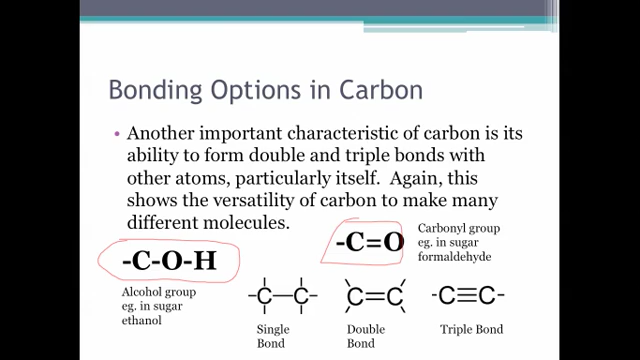 Bonding Options in Carbon
• Another important characteristic of carbon is its
ability to form double and triple bonds with
other atoms, particularly itself. Again, this
shows the versatility of carbon to make many
different molecules.
-C=O
Carbonyl group
eg. in sugar
formaldehyde
-C-O-H
Alcohol group
eg. in sugar
ethanol
-C—C-
C=C
-C≡C-
Single
Bond
Double
Bond
Triple Bond